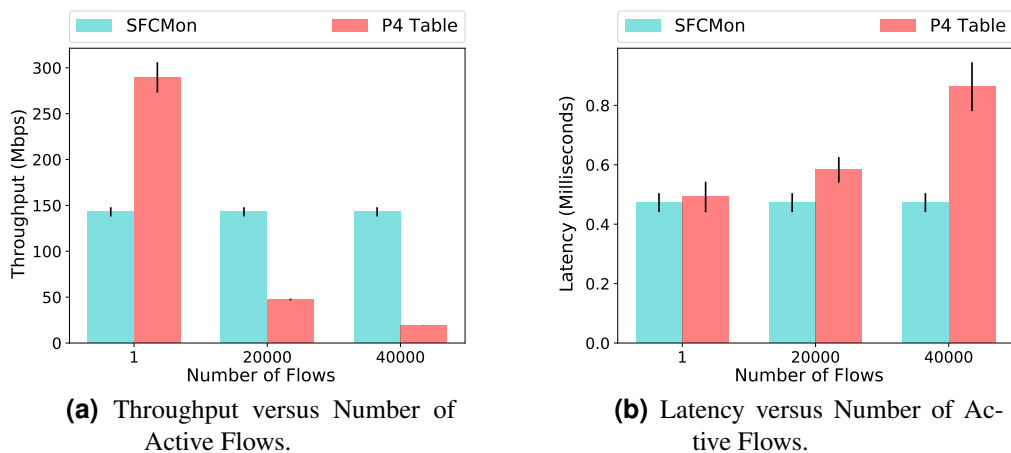 SFCMon P4 Table
300
250
200
150
100
50
0
Throughput (Mbps)
1 20000 40000
Number of Flows
(a) Throughput versus Number of
Active Flows.
SFCMon P4 Table
0.8
0.6
0.4
0.2
0.0
Latency (Milliseconds)
1 20000 40000
Number of Flows
(b) Latency versus Number of Ac-
tive Flows.